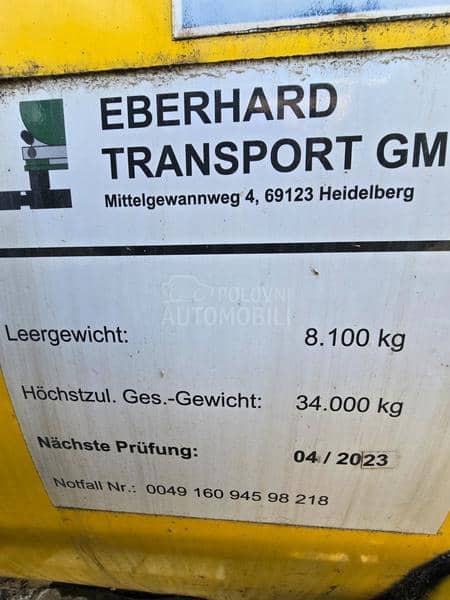 EBERHARD
TRANSPORT GM
Mittelgewannweg 4, 69123 Heidelberg
POLOVNI
AUTOMOBILI
Leergewicht: 8.100 kg
Höchstzul. Ges.-Gewicht: 34.000 kg
Nächste Prüfung: 04 / 2023
Notfall Nr.: 0049 160 945 98 218